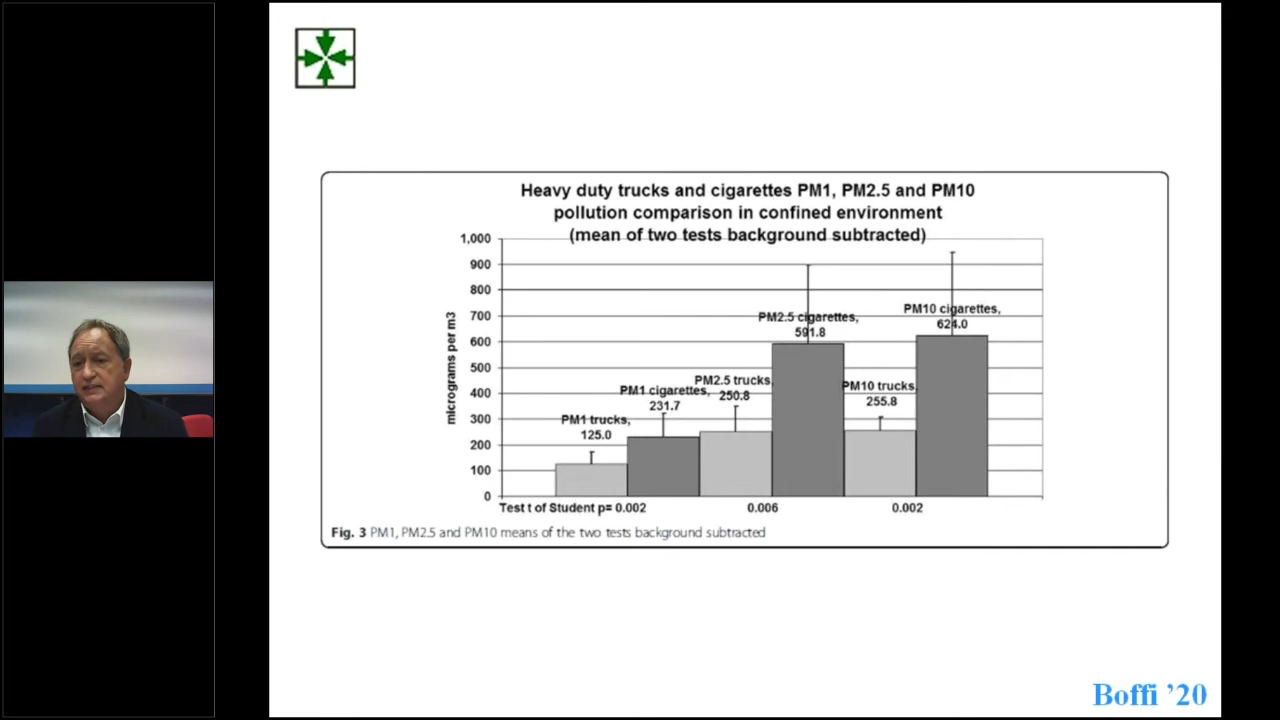 Heavy duty trucks and cigarettes PM1, PM2.5 and PM10
pollution comparison in confined environment
(mean of two tests background subtracted)
micrograms per m3
1,000
900
800
700
600
500
400
300
200
100
0
PM1 trucks,
125.0
PM1 cigarettes,
231.7
PM2.5 trucks,
250.8
PM2.5 cigarettes,
591.8
PM10 trucks,
255.8
PM10 cigarettes,
624.0
Test t of Student p= 0.002 0.006 0.002
Fig. 3 PM1, PM2.5 and PM10 means of the two tests background subtracted
Boffi ’20